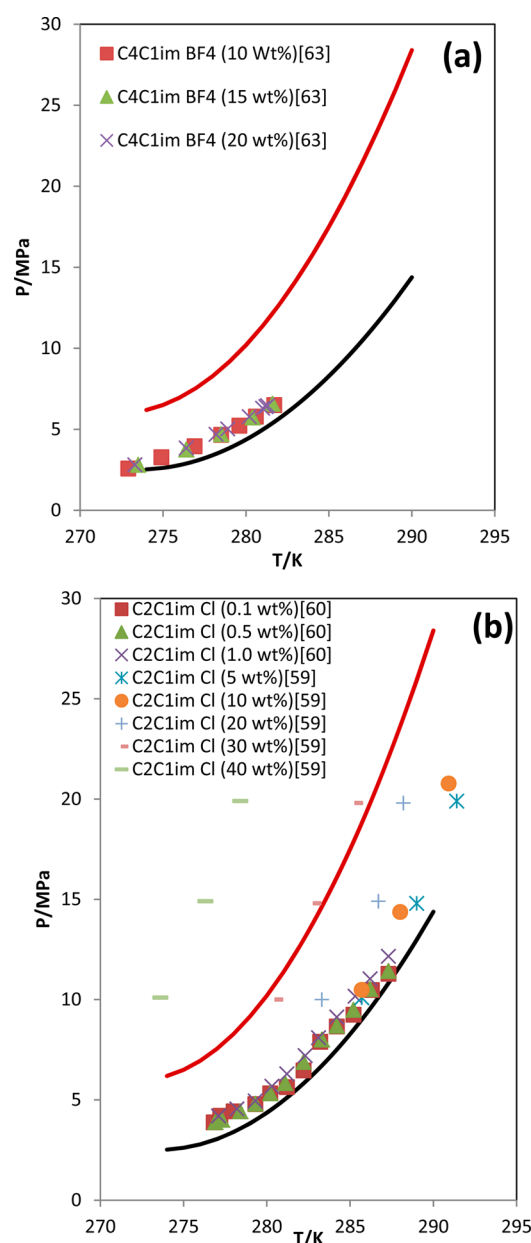 30
(a)
C4C1im BF4 (10 Wt%)[63]
25
C4C1im BF4 (15 wt%)[63]
C4C1im BF4 (20 wt%)[63]
20
P/MPa
15
10
5
0
270 275 280 285 290 295
T/K
30
C2C1im Cl (0.1 wt%)[60]
(b)
C2C1im Cl (0.5 wt%)[60]
C2C1im Cl (1.0 wt%)[60]
25
C2C1im Cl (5 wt%)[59]
C2C1im Cl (10 wt%)[59]
C2C1im Cl (20 wt%)[59]
C2C1im Cl (30 wt%)[59]
C2C1im Cl (40 wt%)[59]
20
P/MPa
15
10
5
0
270 275 280 285 290 295
T/K